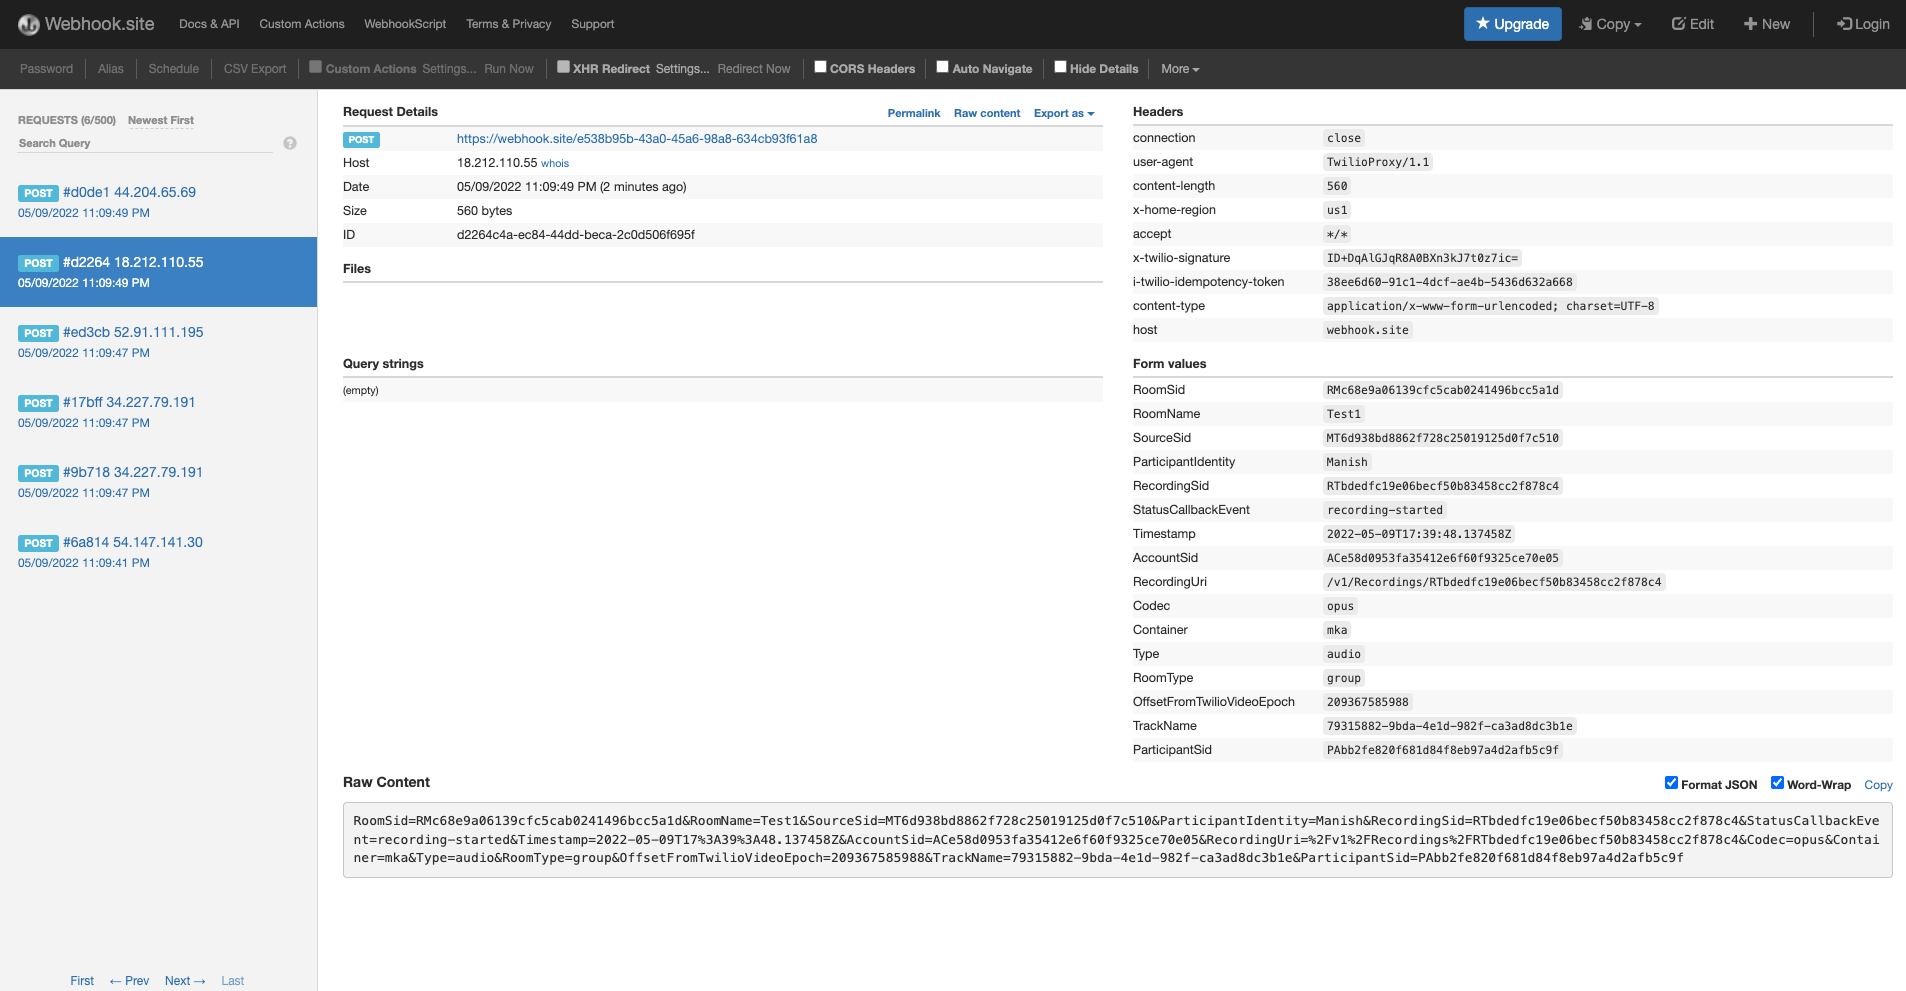 Webhook.site Docs & API Custom Actions WebhookScript Terms & Privacy Support Upgrade Copy Edit New Login
Password Alias Schedule CSV Export Custom Actions Settings... Run Now XHR Redirect Settings... Redirect Now CORS Headers Auto Navigate Hide Details More
REQUESTS (6/500) Newest First
Search Query ?
POST #d0de1 44.204.65.69
05/09/2022 11:09:49 PM
POST #d2264 18.212.110.55
05/09/2022 11:09:49 PM
POST #ed3cb 52.91.111.195
05/09/2022 11:09:47 PM
POST #17bff 34.227.79.191
05/09/2022 11:09:47 PM
POST #9b718 34.227.79.191
05/09/2022 11:09:47 PM
POST #6a814 54.147.141.30
05/09/2022 11:09:41 PM
First ← Prev Next → Last
Request Details Permalink Raw content Export as
POST https://webhook.site/e538b95b-43a0-45a6-98a8-634cb93f61a8
Host 18.212.110.55 whois
Date 05/09/2022 11:09:49 PM (2 minutes ago)
Size 560 bytes
ID d2264c4a-ec84-44dd-beca-2c0d506f695f
Files
Headers
connection close
user-agent TwilioProxy/1.1
content-length 560
x-home-region us1
accept */*
x-twilio-signature ID+DqAlGJqR8A0BXn3kJ7t0z7ic=
i-twilio-idempotency-token 38ee6d60-91c1-4dcf-ae4b-5436d632a668
content-type application/x-www-form-urlencoded; charset=UTF-8
host webhook.site
Query strings
(empty)
Form values
RoomSid RMc68e9a06139cfc5cab0241496bcc5a1d
RoomName Test1
SourceSid MT6d938bd8862f728c25019125d0f7c510
ParticipantIdentity Manish
RecordingSid RTbdedfc19e06becf50b83458cc2f878c4
StatusCallbackEvent recording-started
Timestamp 2022-05-09T17:39:48.137458Z
AccountSid ACe58d0953fa35412e6f60f9325ce70e05
RecordingUri /v1/Recordings/RTbdedfc19e06becf50b83458cc2f878c4
Codec opus
Container mka
Type audio
RoomType group
OffsetFromTwilioVideoEpoch 209367585988
TrackName 79315882-9bda-4e1d-982f-ca3ad8dc3b1e
ParticipantSid PAbb2fe820f681d84f8eb97a4d2afb5c9f
Raw Content Format JSON Word-Wrap Copy
RoomSid=RMc68e9a06139cfc5cab0241496bcc5a1d&RoomName=Test1&SourceSid=MT6d938bd8862f728c25019125d0f7c510&ParticipantIdentity=Manish&RecordingSid=RTbdedfc19e06becf50b83458cc2f878c4&StatusCallbackEve
nt=recording-started&Timestamp=2022-05-09T17%3A39%3A48.137458Z&AccountSid=ACe58d0953fa35412e6f60f9325ce70e05&RecordingUri=%2Fv1%2FRecordings%2FRTbdedfc19e06becf50b83458cc2f878c4&Codec=opus&Contai
ner=mka&Type=audio&RoomType=group&OffsetFromTwilioVideoEpoch=209367585988&TrackName=79315882-9bda-4e1d-982f-ca3ad8dc3b1e&ParticipantSid=PAbb2fe820f681d84f8eb97a4d2afb5c9f